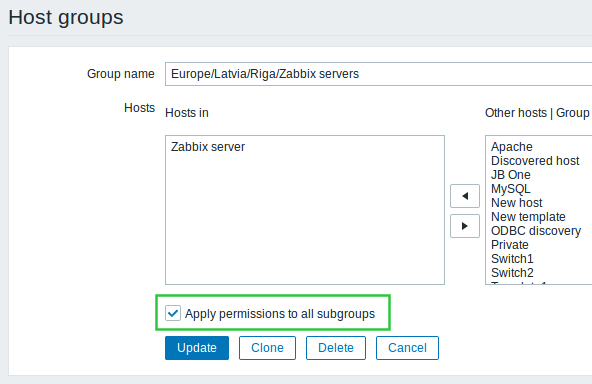 Host groups
Group name
Europe/Latvia/Riga/Zabbix servers
Hosts
Hosts in
Other hosts | Group
Zabbix server
Apache
Discovered host
JB One
MySQL
New host
New template
ODBC discovery
Private
Switch1
Switch2
Apply permissions to all subgroups
Update
Clone
Delete
Cancel